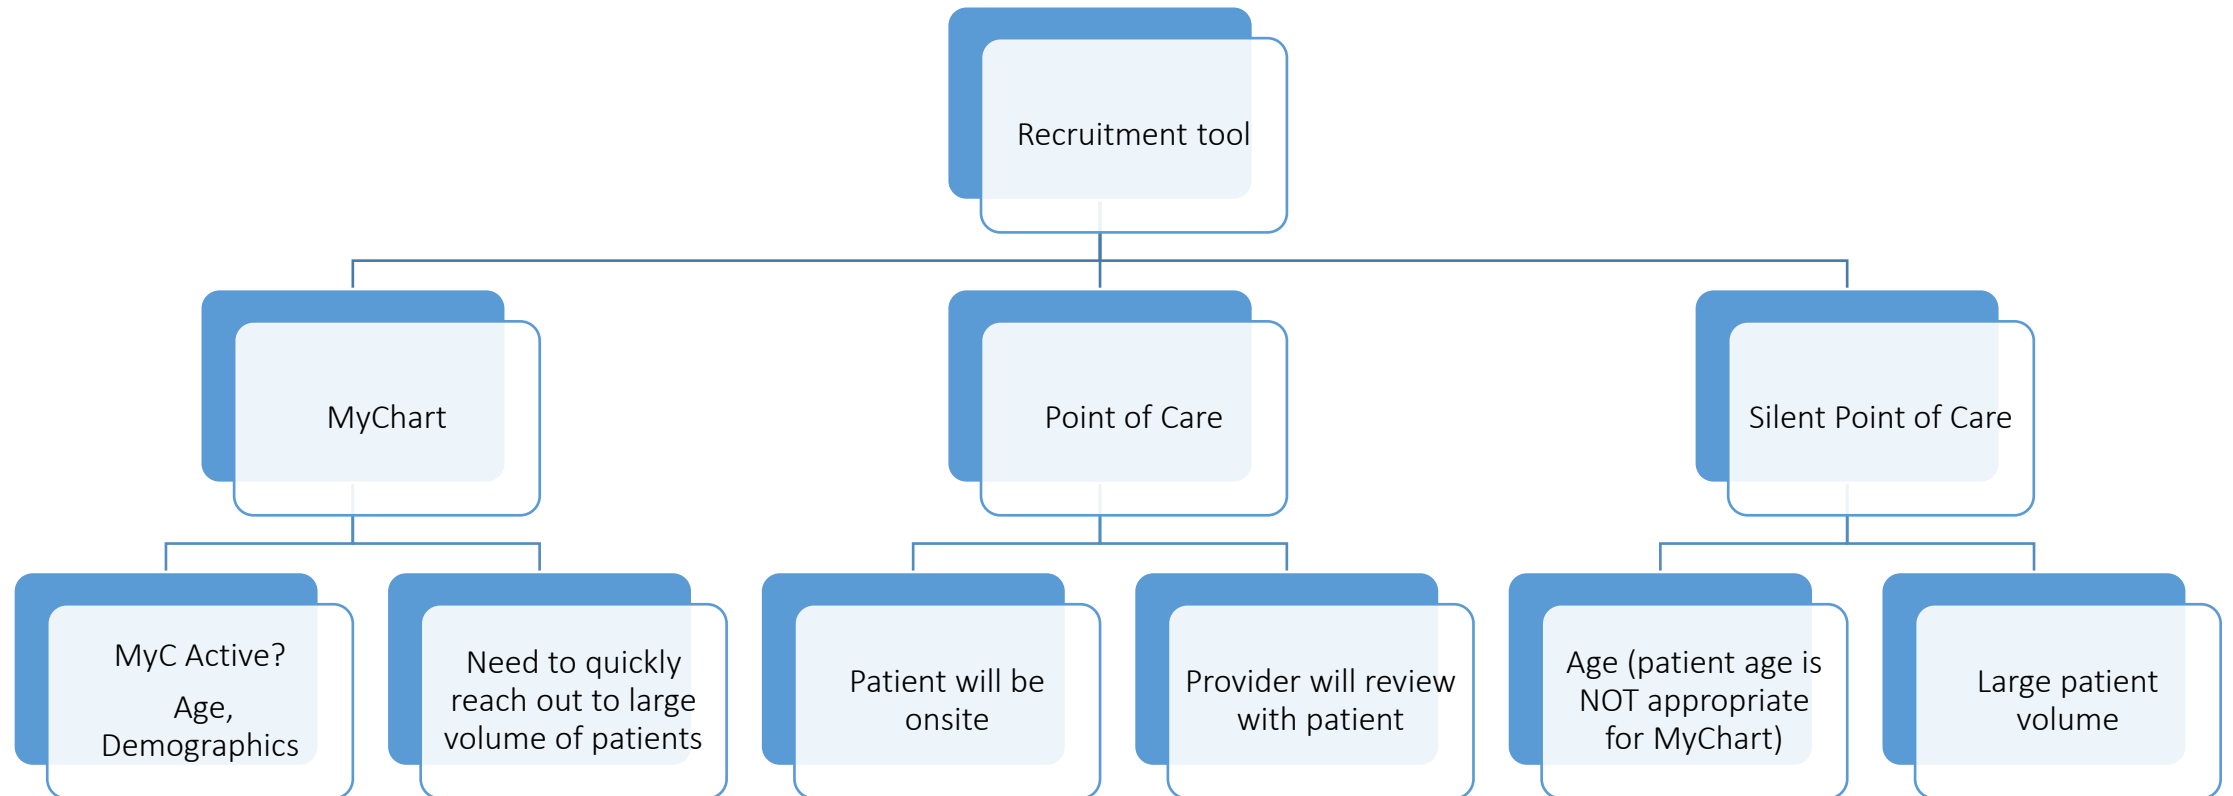 Recruitment tool
MyChart
Point of Care
Silent Point of Care
MyC Active?
Age,
Demographics
Need to quickly
reach out to large
volume of patients
Patient will be
onsite
Provider will review
with patient
Age (patient age is
NOT appropriate
for MyChart)
Large patient
volume